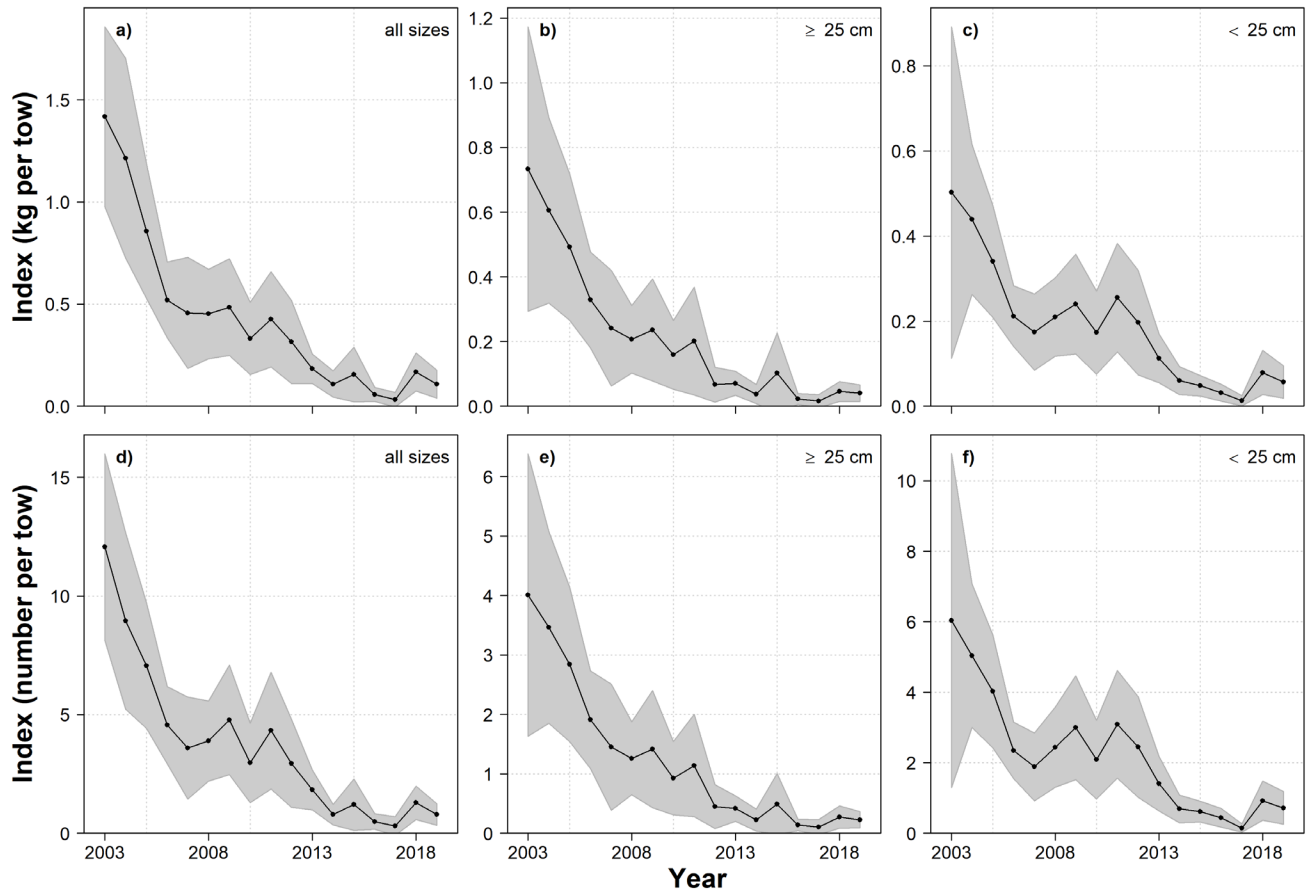 a) all sizes
1.5
1.0
0.5
0.0
b) ≥ 25 cm
1.2
1.0
0.8
0.6
0.4
0.2
0.0
c) < 25 cm
0.8
0.6
0.4
0.2
0.0
Index (kg per tow)
d) all sizes
15
10
5
0
2003 2008 2013 2018
e) ≥ 25 cm
6
5
4
3
2
1
0
2003 2008 2013 2018
f) < 25 cm
10
8
6
4
2
0
2003 2008 2013 2018
Index (number per tow)
Year